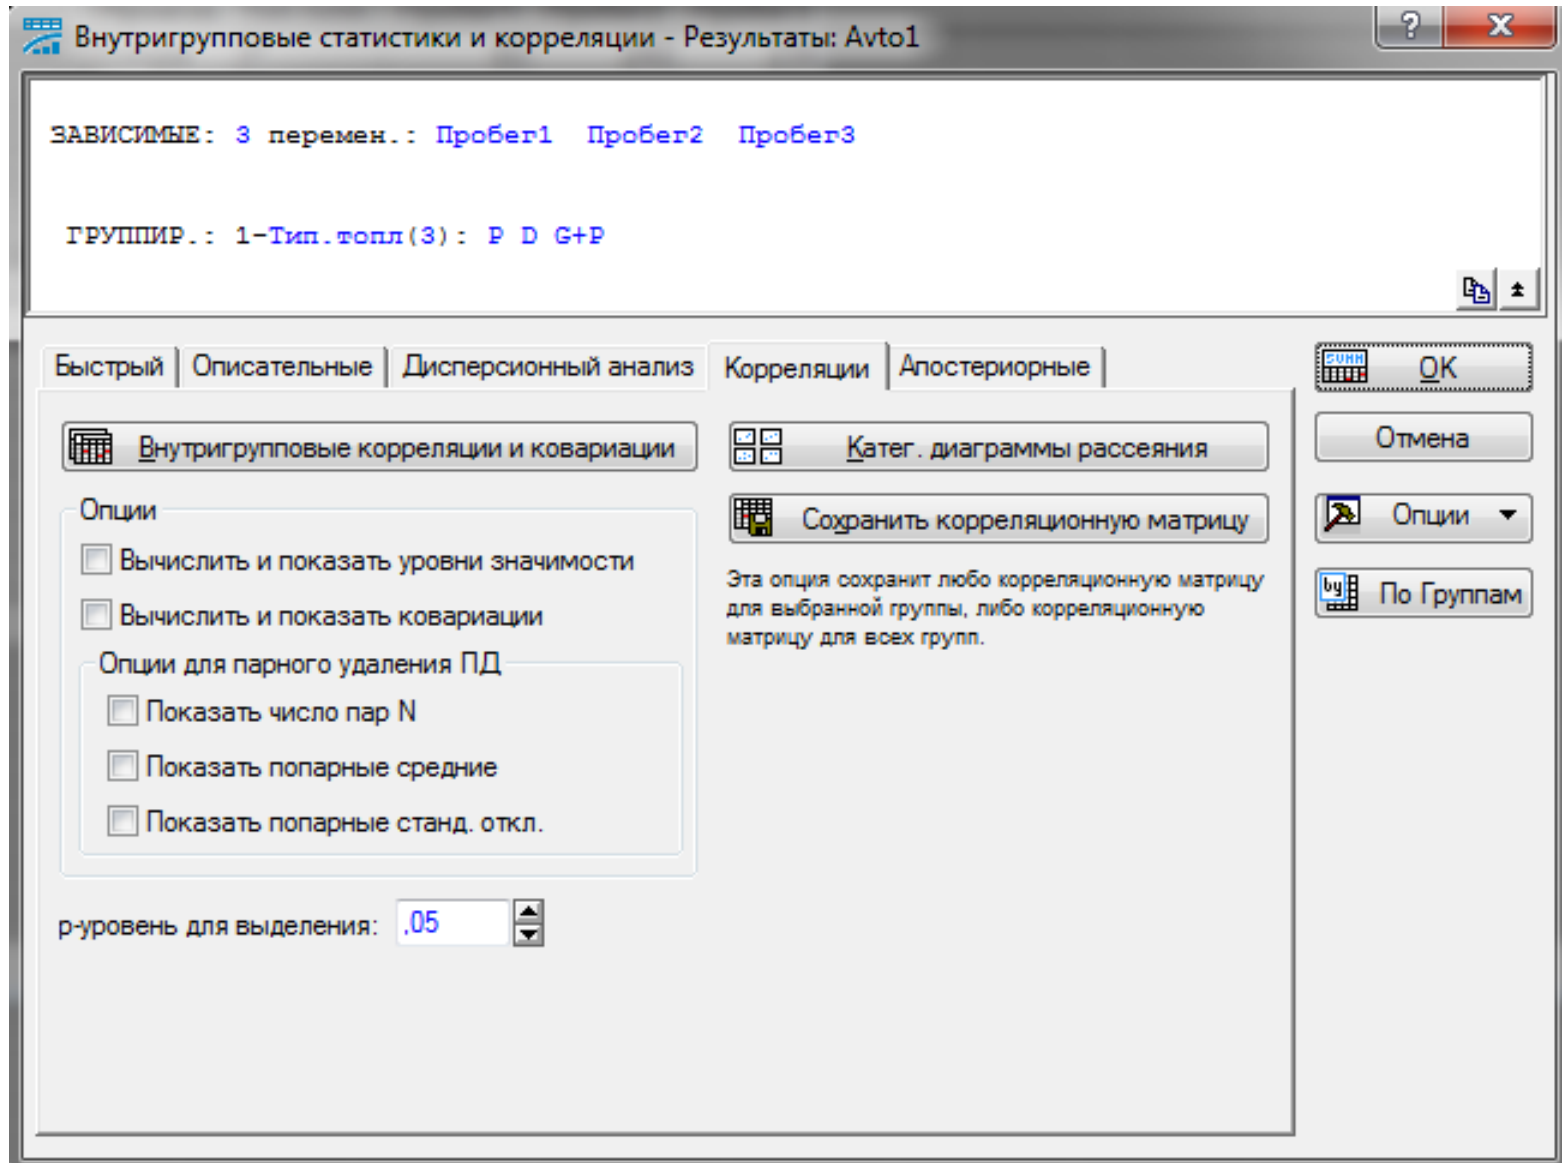 Внутригрупповые статистики и корреляции - Результаты: Avto1
?
X
ЗАВИСИМЫЕ: 3 перемен.: Пробег1 Пробег2 Пробег3
ГРУППИР.: 1-Тип.топл(3): P D G+P
Быстрый Описательные Дисперсионный анализ Корреляции Апостериорные
SUMM OK
Отмена
Опции
by По Группам
Внутригрупповые корреляции и ковариации
Опции
Вычислить и показать уровни значимости
Вычислить и показать ковариации
Опции для парного удаления ПД
Показать число пар N
Показать попарные средние
Показать попарные станд. откл.
р-уровень для выделения: ,05
Катег. диаграммы рассеяния
Сохранить корреляционную матрицу
Эта опция сохранит любо корреляционную матрицу
для выбранной группы, либо корреляционную
матрицу для всех групп.